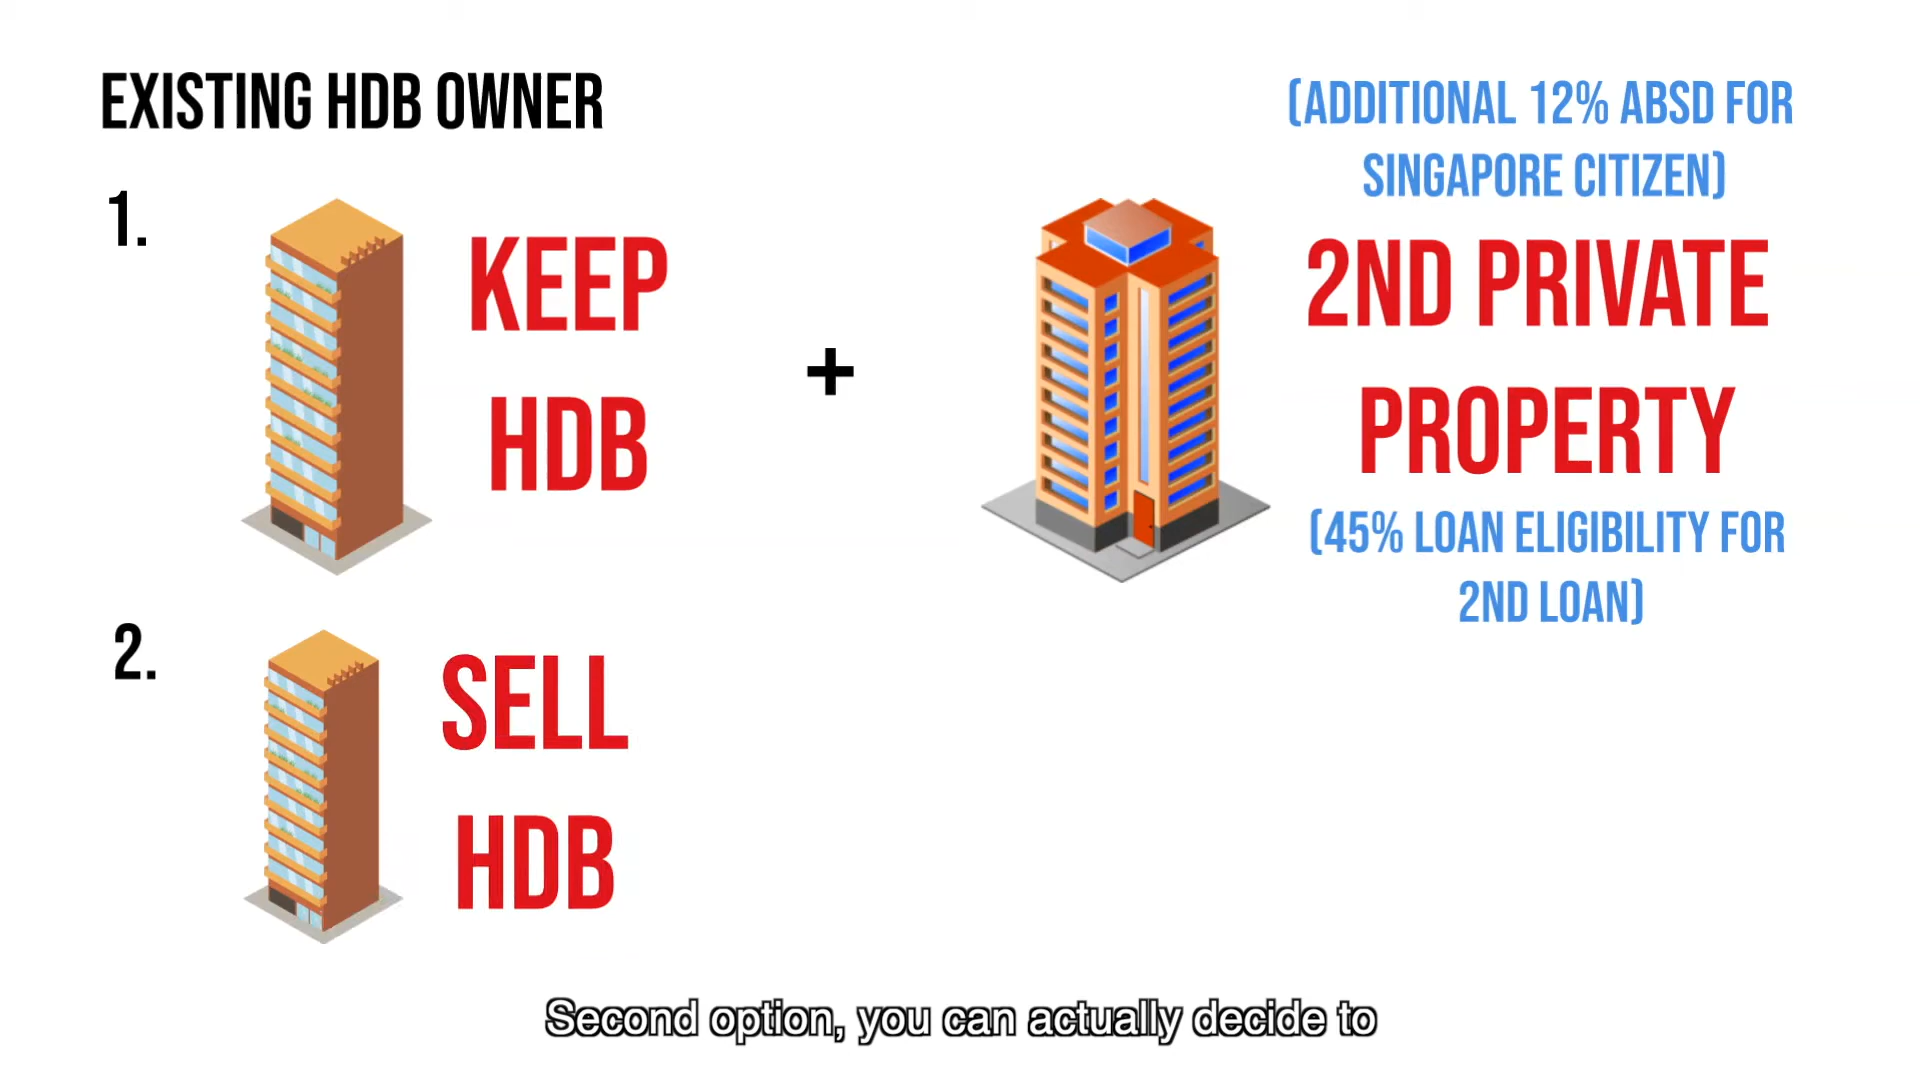 EXISTING HDB OWNER
1.
KEEP
HDB
+
(ADDITIONAL 12% ABSD FOR
SINGAPORE CITIZEN)
2ND PRIVATE
PROPERTY
(45% LOAN ELIGIBILITY FOR
2ND LOAN)
2.
SELL
HDB
Second option, you can actually decide to